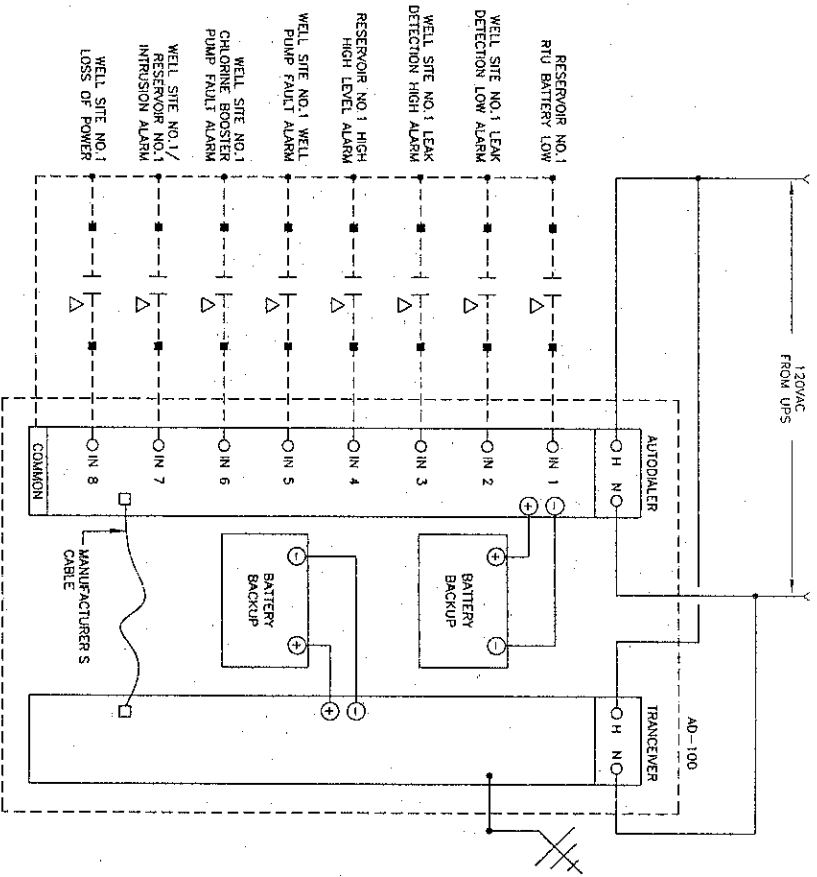 120VAC
FROM UPS
RESERVOIR NO.1
RTU BATTERY LOW
WELL SITE NO.1 LEAK
DETECTION LOW ALARM
WELL SITE NO.1 LEAK
DETECTION HIGH ALARM
RESERVOIR NO.1 HIGH
HIGH LEVEL ALARM
WELL SITE NO.1 WELL
PUMP FAULT ALARM
WELL SITE NO.1
CHLORINE BOOSTER
PUMP FAULT ALARM
WELL SITE NO.1/
RESERVOIR NO.1
INTRUSION ALARM
WELL SITE NO.1
LOSS OF POWER
AUTODIALER
H N
IN 1
IN 2
IN 3
IN 4
IN 5
IN 6
IN 7
IN 8
COMMON
+ -
+ -
BATTERY
BACKUP
- +
BATTERY
BACKUP
MANUFACTURER S
CABLE
+ -
AD-100
TRANCEIVER
H N